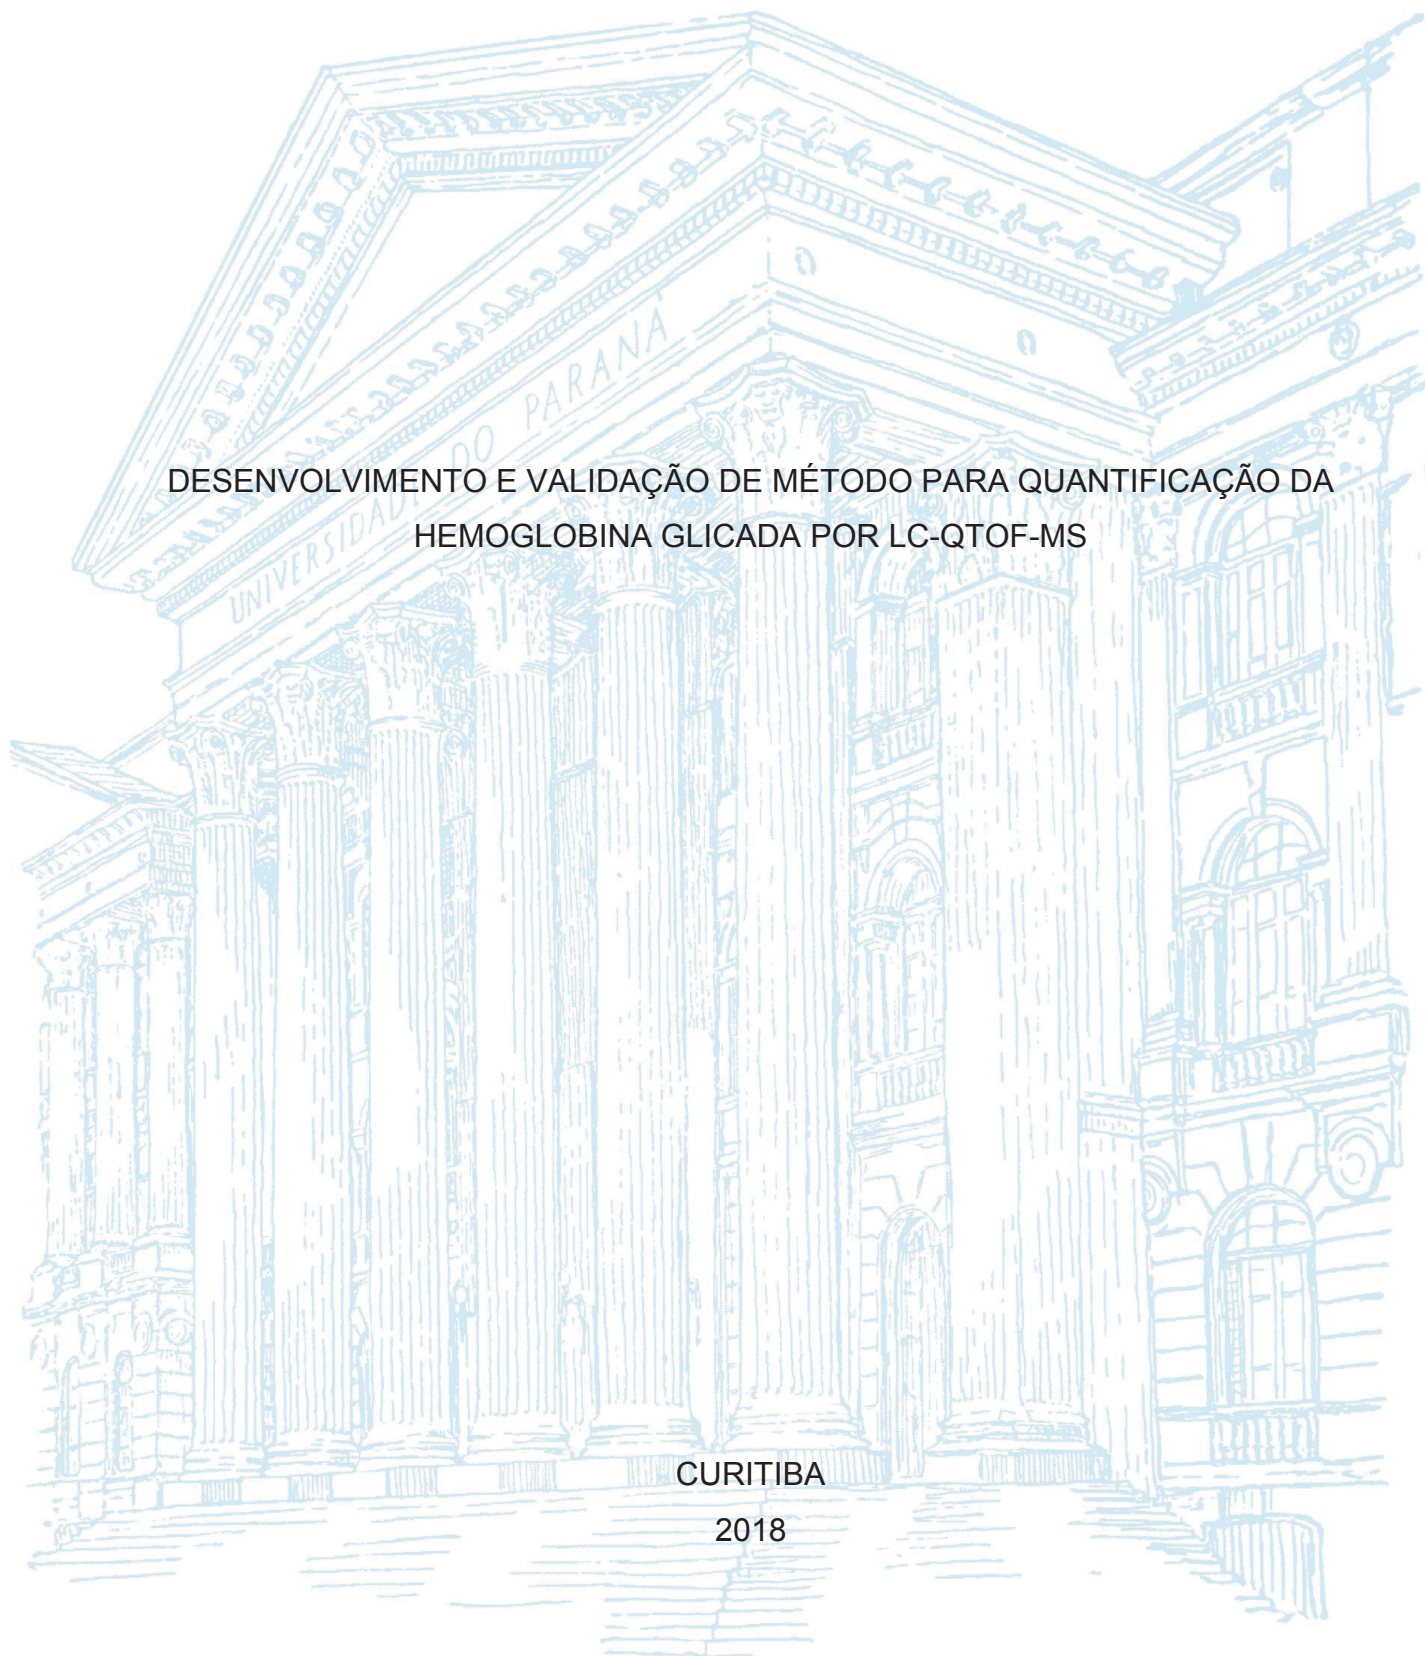 UNIVERSIDADE DO PARANÁ
DESENVOLVIMENTO E VALIDAÇÃO DE MÉTODO PARA QUANTIFICAÇÃO DA
HEMOGLOBINA GLICADA POR LC-QTOF-MS
CURITIBA
2018